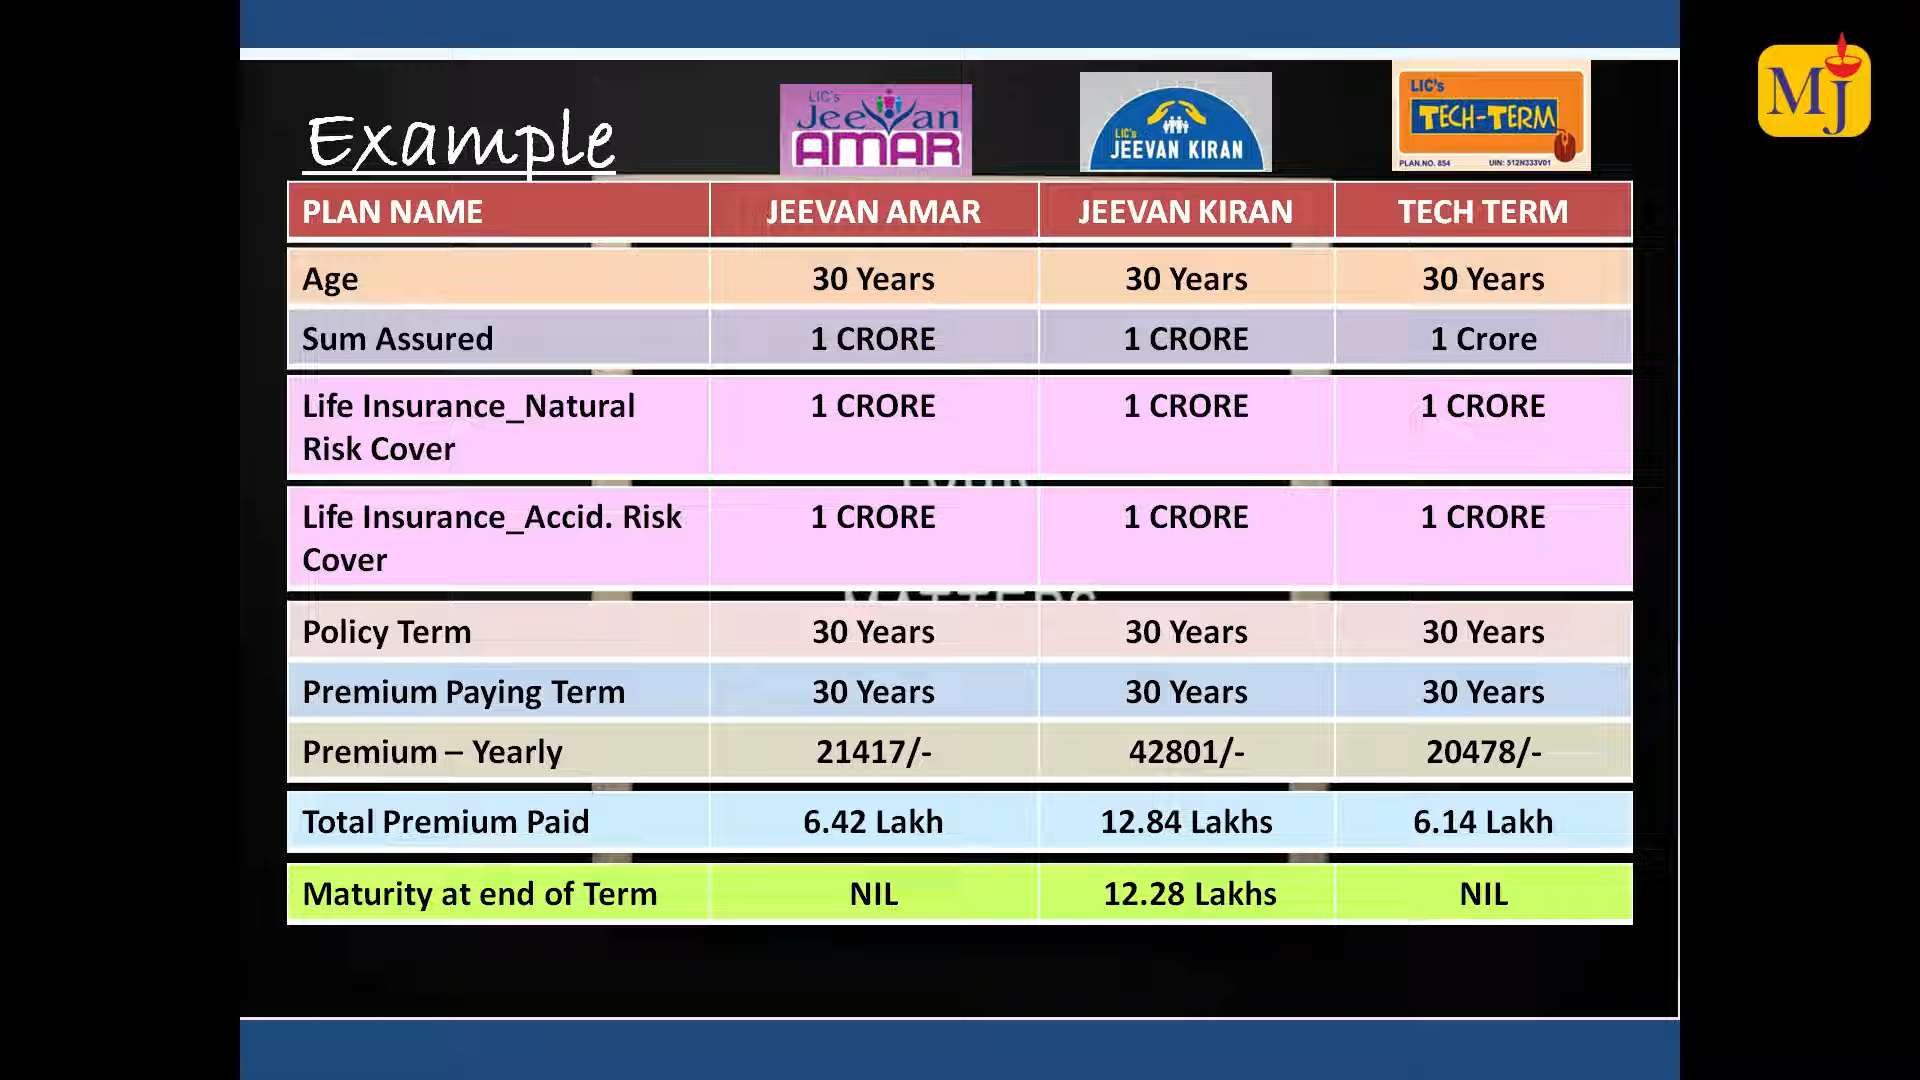 MJ
Example
LIC's
Jeevan
AMAR
LIC's
JEEVAN KIRAN
LIC's
TECH-TERM
PLAN.NO. 854 UIN: 512N333V01
PLAN NAME JEEVAN AMAR JEEVAN KIRAN TECH TERM
Age 30 Years 30 Years 30 Years
Sum Assured 1 CRORE 1 CRORE 1 Crore
Life Insurance_Natural 1 CRORE 1 CRORE 1 CRORE
Risk Cover
Life Insurance_Accid. Risk 1 CRORE 1 CRORE 1 CRORE
Cover
Policy Term 30 Years 30 Years 30 Years
Premium Paying Term 30 Years 30 Years 30 Years
Premium – Yearly 21417/- 42801/- 20478/-
Total Premium Paid 6.42 Lakh 12.84 Lakhs 6.14 Lakh
Maturity at end of Term NIL 12.28 Lakhs NIL